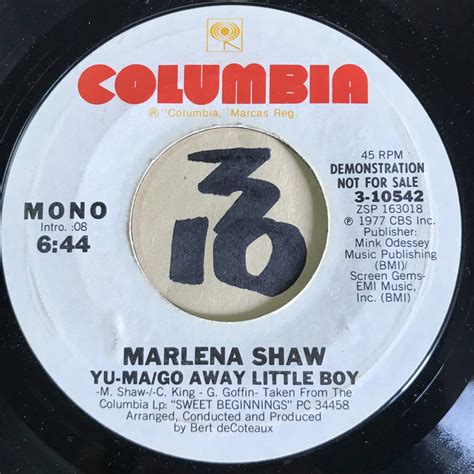 COLUMBIA
® "Columbia," Marcas Reg.
45 RPM
DEMONSTRATION
NOT FOR SALE
3-10542
ZSP 163018
℗ 1977 CBS Inc.
Publisher:
Mink Odessey
Music Publishing
(BMI)/
Screen Gems-
EMI Music,
Inc. (BMI)
MONO
Intro. :08
6:44
3
10
MARLENA SHAW
YU-MA/GO AWAY LITTLE BOY
-M. Shaw-/-C. King - G. Goffin- Taken From The
Columbia Lp: "SWEET BEGINNINGS" PC 34458
Arranged, Conducted and Produced
by Bert deCoteaux